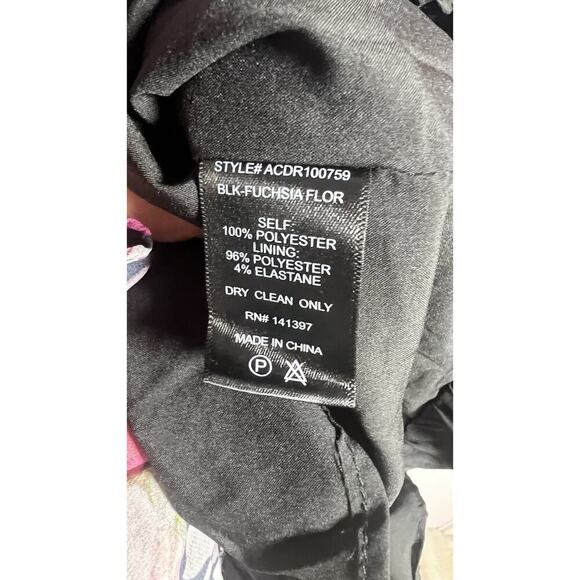 STYLE# ACDR100759
BLK-FUCHSIA FLOR
SELF:
100% POLYESTER
LINING:
96% POLYESTER
4% ELASTANE
DRY CLEAN ONLY
RN# 141397
MADE IN CHINA
P